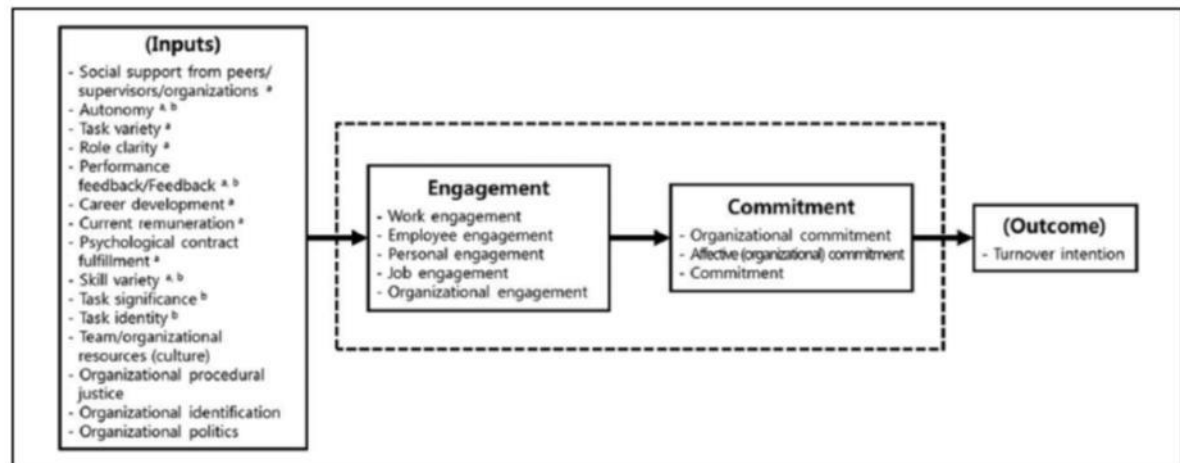 (Inputs)
- Social support from peers/
supervisors/organizations ª
- Autonomy ª, ᵇ
- Task variety ª
- Role clarity ª
- Performance
feedback/Feedback ª, ᵇ
- Career development ª
- Current remuneration ª
- Psychological contract
fulfillment ª
- Skill variety ª, ᵇ
- Task significance ᵇ
- Task identity ᵇ
- Team/organizational
resources (culture)
- Organizational procedural
justice
- Organizational identification
- Organizational politics
Engagement
- Work engagement
- Employee engagement
- Personal engagement
- Job engagement
- Organizational engagement
Commitment
- Organizational commitment
- Affective (organizational) commitment
- Commitment
(Outcome)
- Turnover intention